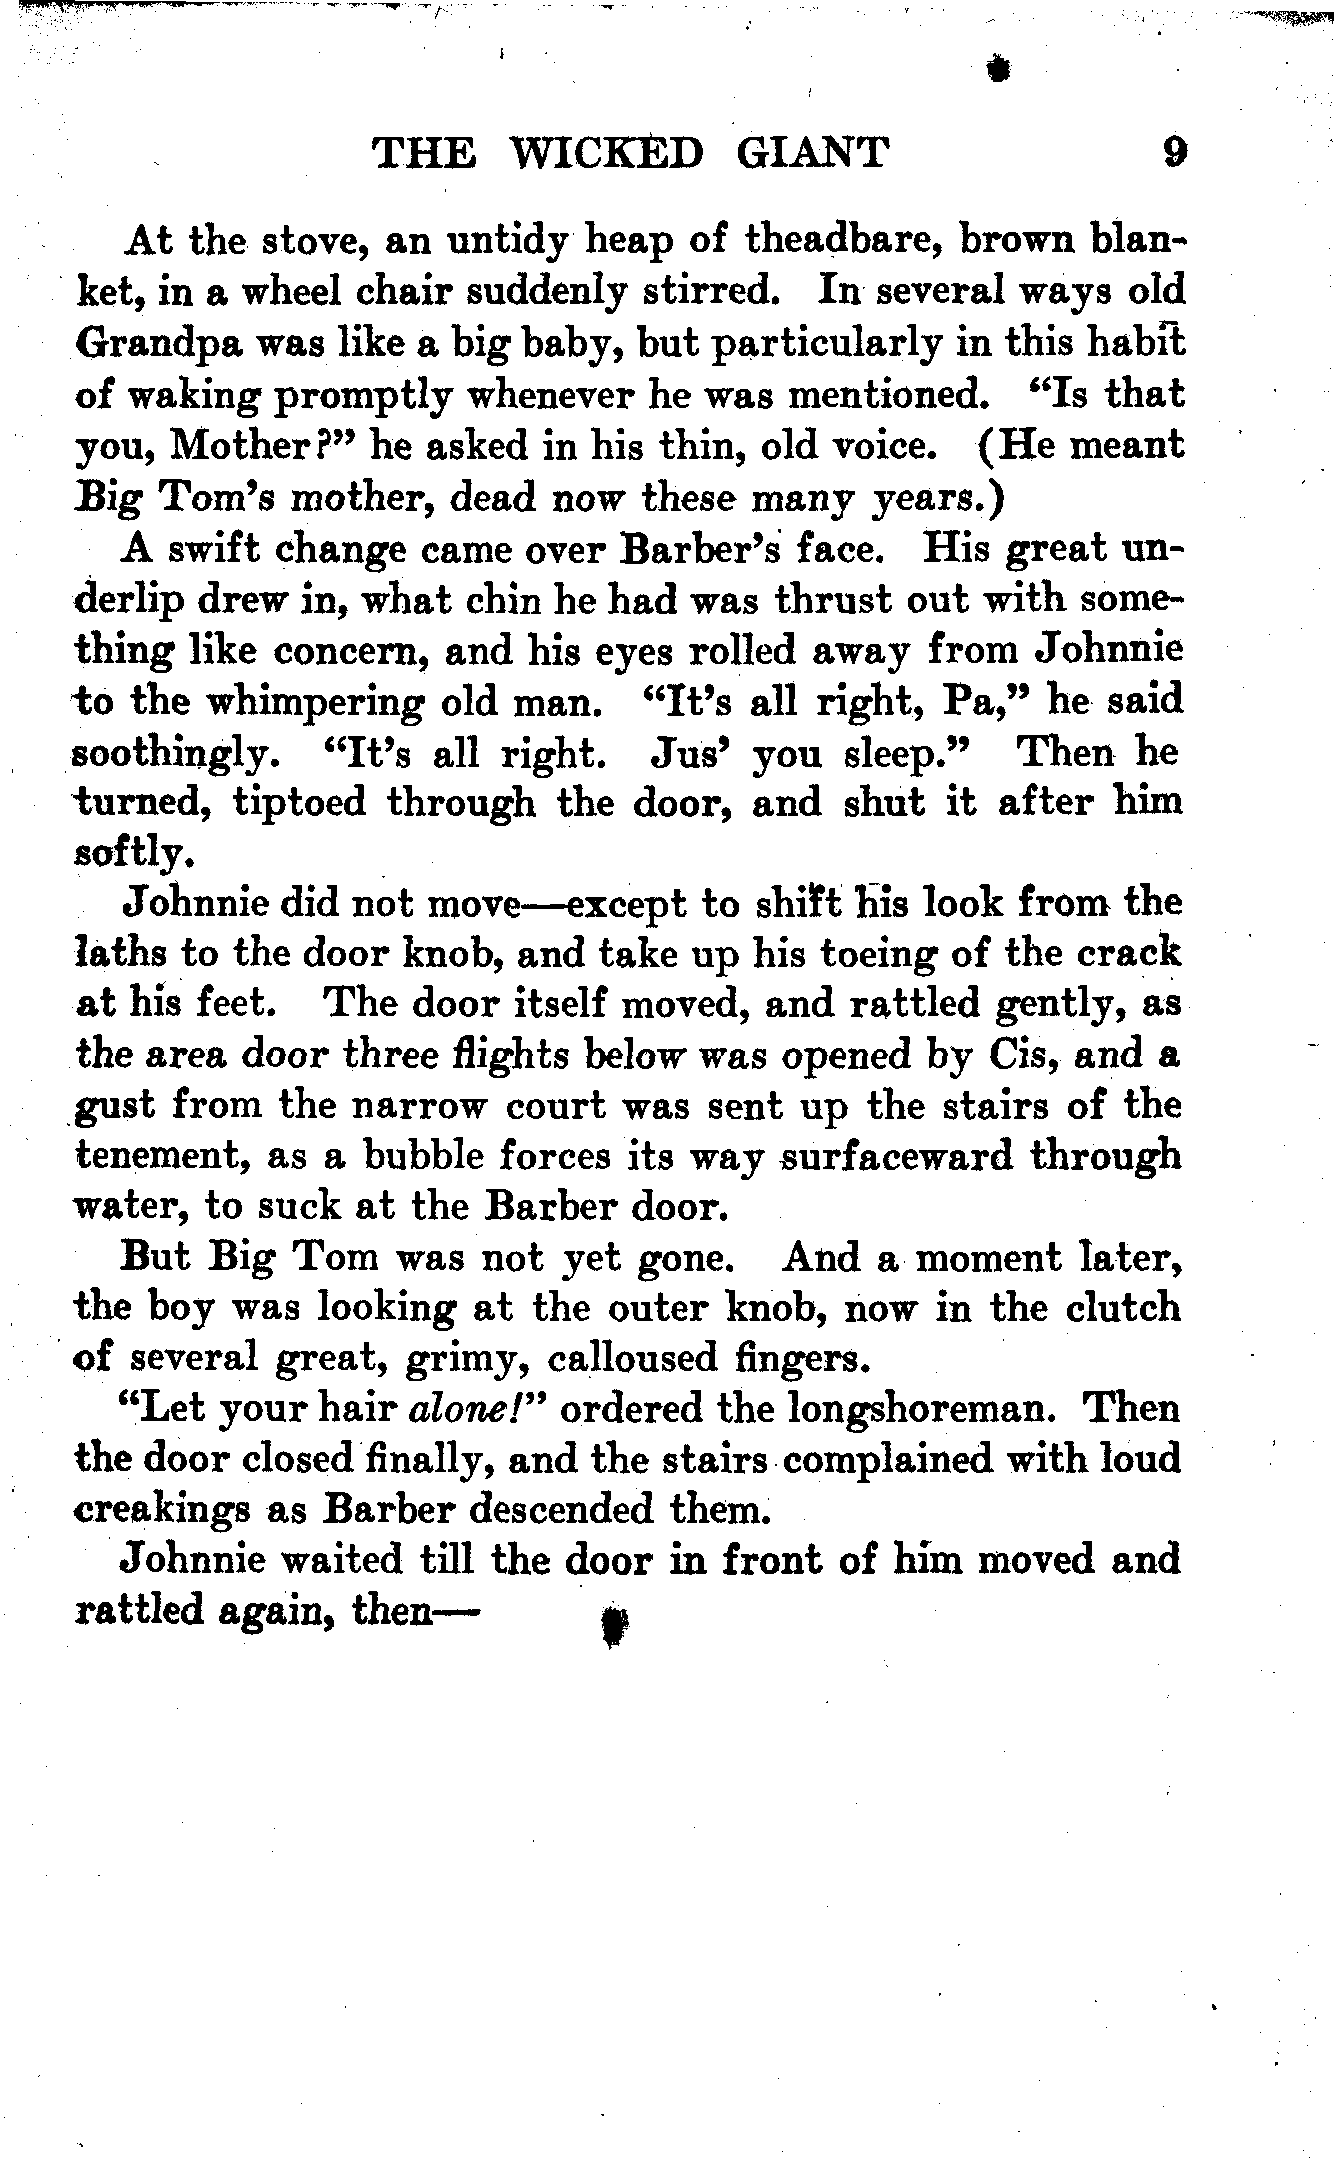 THE WICKED GIANT 9
At the stove, an untidy heap of theadbare, brown blan-
ket, in a wheel chair suddenly stirred. In several ways old
Grandpa was like a big baby, but particularly in this habit
of waking promptly whenever he was mentioned. “Is that
you, Mother?” he asked in his thin, old voice. (He meant
Big Tom’s mother, dead now these many years.)
A swift change came over Barber’s face. His great un-
derlip drew in, what chin he had was thrust out with some-
thing like concern, and his eyes rolled away from Johnnie
to the whimpering old man. “It’s all right, Pa,” he said
soothingly. “It’s all right. Jus’ you sleep.” Then he
turned, tiptoed through the door, and shut it after him
softly.
Johnnie did not move—except to shift his look from the
laths to the door knob, and take up his toeing of the crack
at his feet. The door itself moved, and rattled gently, as
the area door three flights below was opened by Cis, and a
gust from the narrow court was sent up the stairs of the
tenement, as a bubble forces its way surfaceward through
water, to suck at the Barber door.
But Big Tom was not yet gone. And a moment later,
the boy was looking at the outer knob, now in the clutch
of several great, grimy, calloused fingers.
“Let your hair alone!” ordered the longshoreman. Then
the door closed finally, and the stairs complained with loud
creakings as Barber descended them.
Johnnie waited till the door in front of him moved and
rattled again, then—